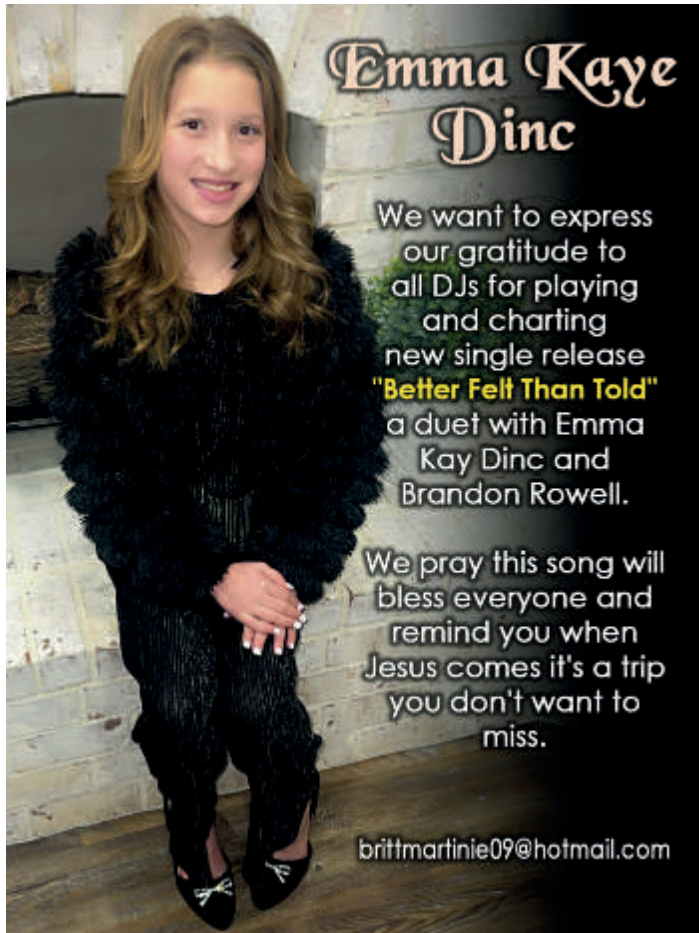 Emma Kaye
Dinc
We want to express
our gratitude to
all DJs for playing
and charting
new single release
"Better Felt Than Told"
a duet with Emma
Kay Dinc and
Brandon Rowell.
We pray this song will
bless everyone and
remind you when
Jesus comes it's a trip
you don't want to
miss.
brittmartinie09@hotmail.com